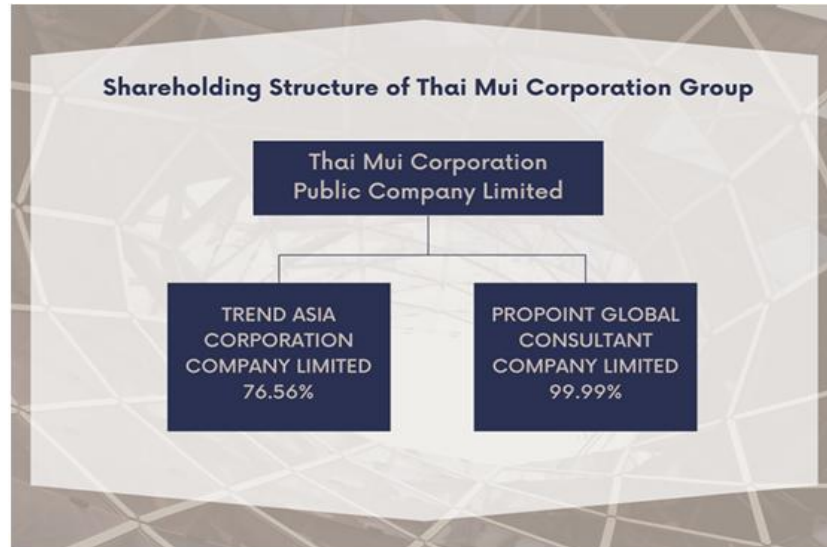 Shareholding Structure of Thai Mui Corporation Group
Thai Mui Corporation
Public Company Limited
TREND ASIA
CORPORATION
COMPANY LIMITED
76.56%
PROPOINT GLOBAL
CONSULTANT
COMPANY LIMITED
99.99%